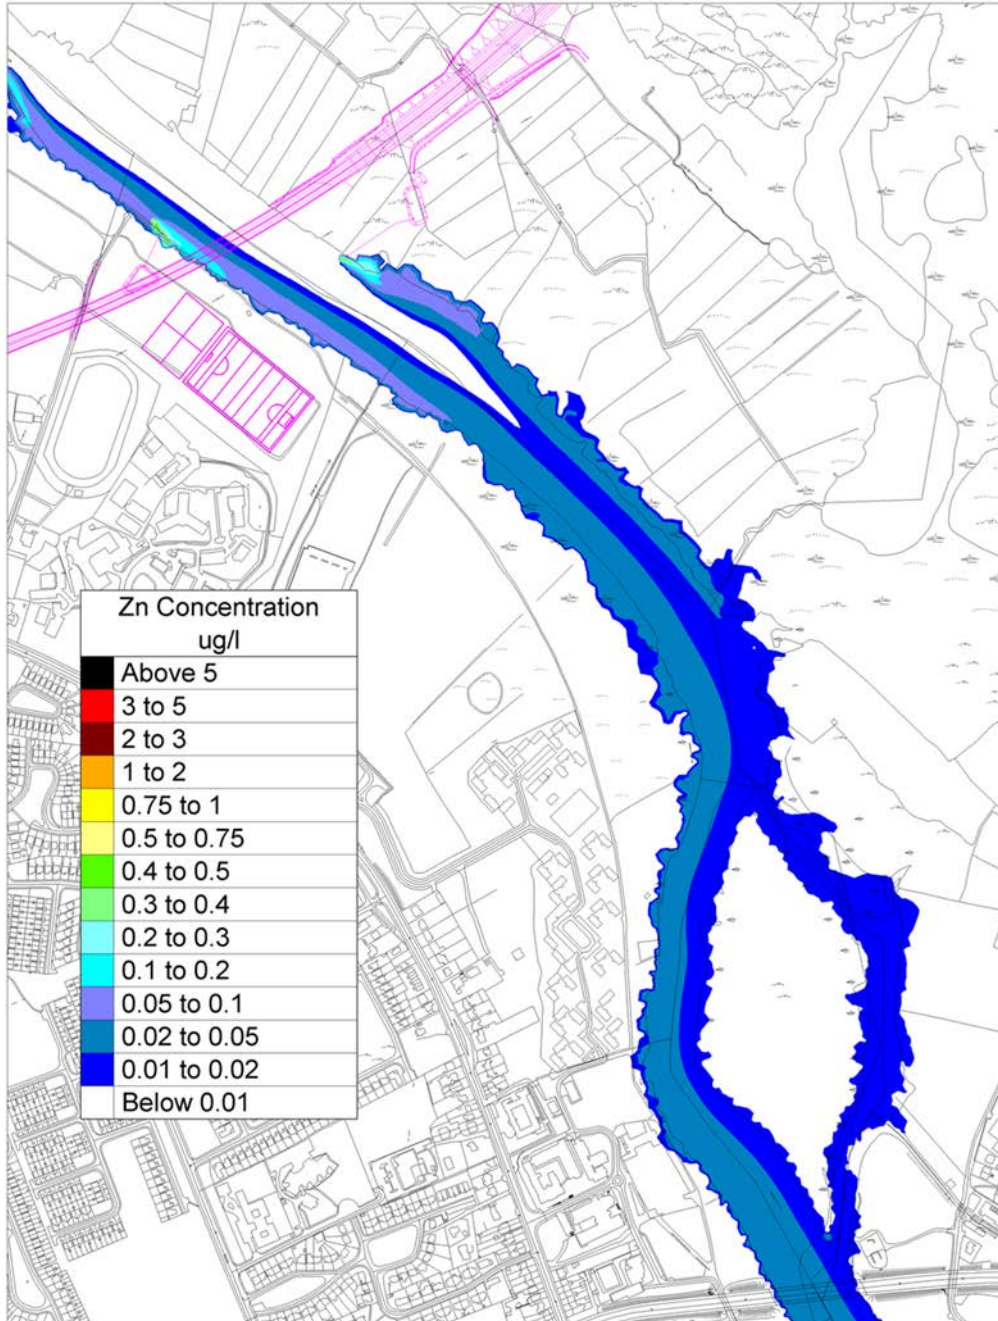 Zn Concentration
ug/l
Above 5
3 to 5
2 to 3
1 to 2
0.75 to 1
0.5 to 0.75
0.4 to 0.5
0.3 to 0.4
0.2 to 0.3
0.1 to 0.2
0.05 to 0.1
0.02 to 0.05
0.01 to 0.02
Below 0.01